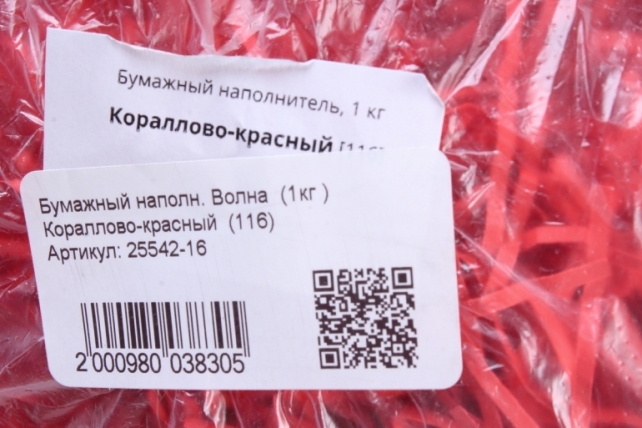 Бумажный наполнитель, 1 кг
Кораллово-красный [116]
Бумажный наполн. Волна (1кг )
Кораллово-красный (116)
Артикул: 25542-16
2 000980 038305